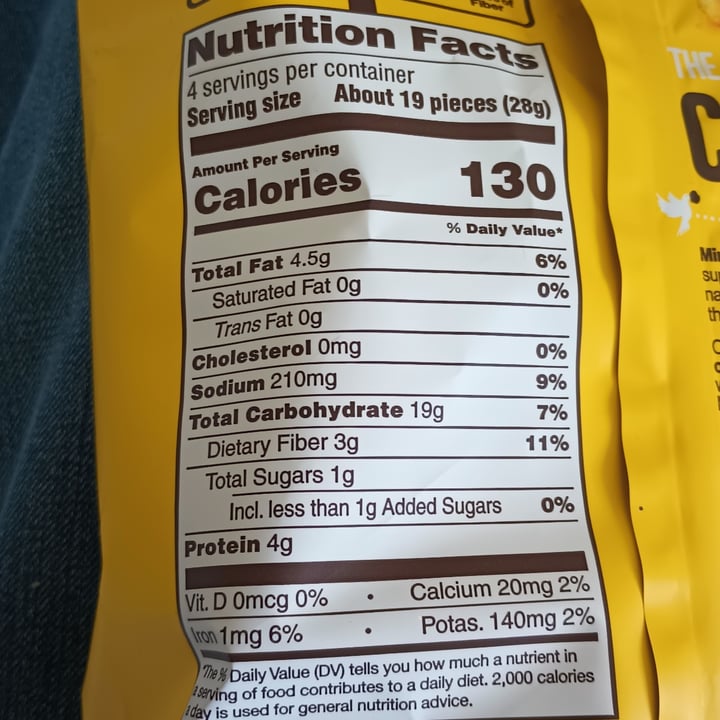 Fiber
Nutrition Facts
4 servings per container
Serving size About 19 pieces (28g)
Amount Per Serving
Calories 130
% Daily Value*
Total Fat 4.5g 6%
Saturated Fat 0g 0%
Trans Fat 0g
Cholesterol 0mg 0%
Sodium 210mg 9%
Total Carbohydrate 19g 7%
Dietary Fiber 3g 11%
Total Sugars 1g
Incl. less than 1g Added Sugars 0%
Protein 4g
Vit. D 0mcg 0% • Calcium 20mg 2%
Iron 1mg 6% • Potas. 140mg 2%
*The % Daily Value (DV) tells you how much a nutrient in
a serving of food contributes to a daily diet. 2,000 calories
a day is used for general nutrition advice.
THE